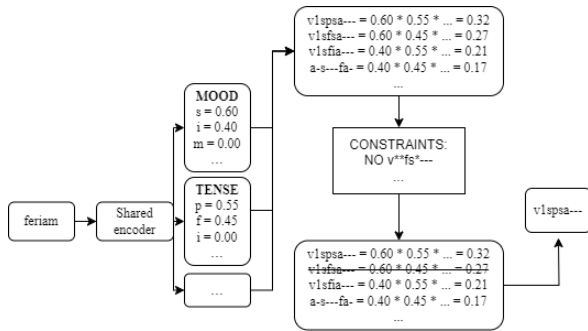 feriam
Shared
encoder
MOOD
s = 0.60
i = 0.40
m = 0.00
...
TENSE
p = 0.55
f = 0.45
i = 0.00
...
...
v1spsa--- = 0.60 * 0.55 * ... = 0.32
v1sfsa--- = 0.60 * 0.45 * ... = 0.27
v1sfia--- = 0.40 * 0.55 * ... = 0.21
a-s---fa- = 0.40 * 0.45 * ... = 0.17
...
CONSTRAINTS:
NO v**fs*---
...
v1spsa--- = 0.60 * 0.55 * ... = 0.32
v1sfsa--- = 0.60 * 0.45 * ... = 0.27
v1sfia--- = 0.40 * 0.55 * ... = 0.21
a-s---fa- = 0.40 * 0.45 * ... = 0.17
...
v1spsa---